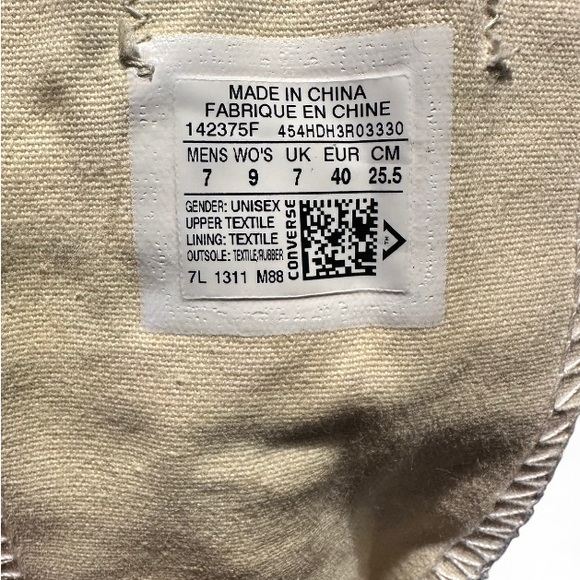 MADE IN CHINA
FABRIQUE EN CHINE
142375F 454HDH3R03330
MENS WO'S UK EUR CM
7 9 7 40 25.5
GENDER: UNISEX
UPPER: TEXTILE
LINING: TEXTILE
OUTSOLE: TEXTILE/RUBBER
7L 1311 M88
CONVERSE
TM